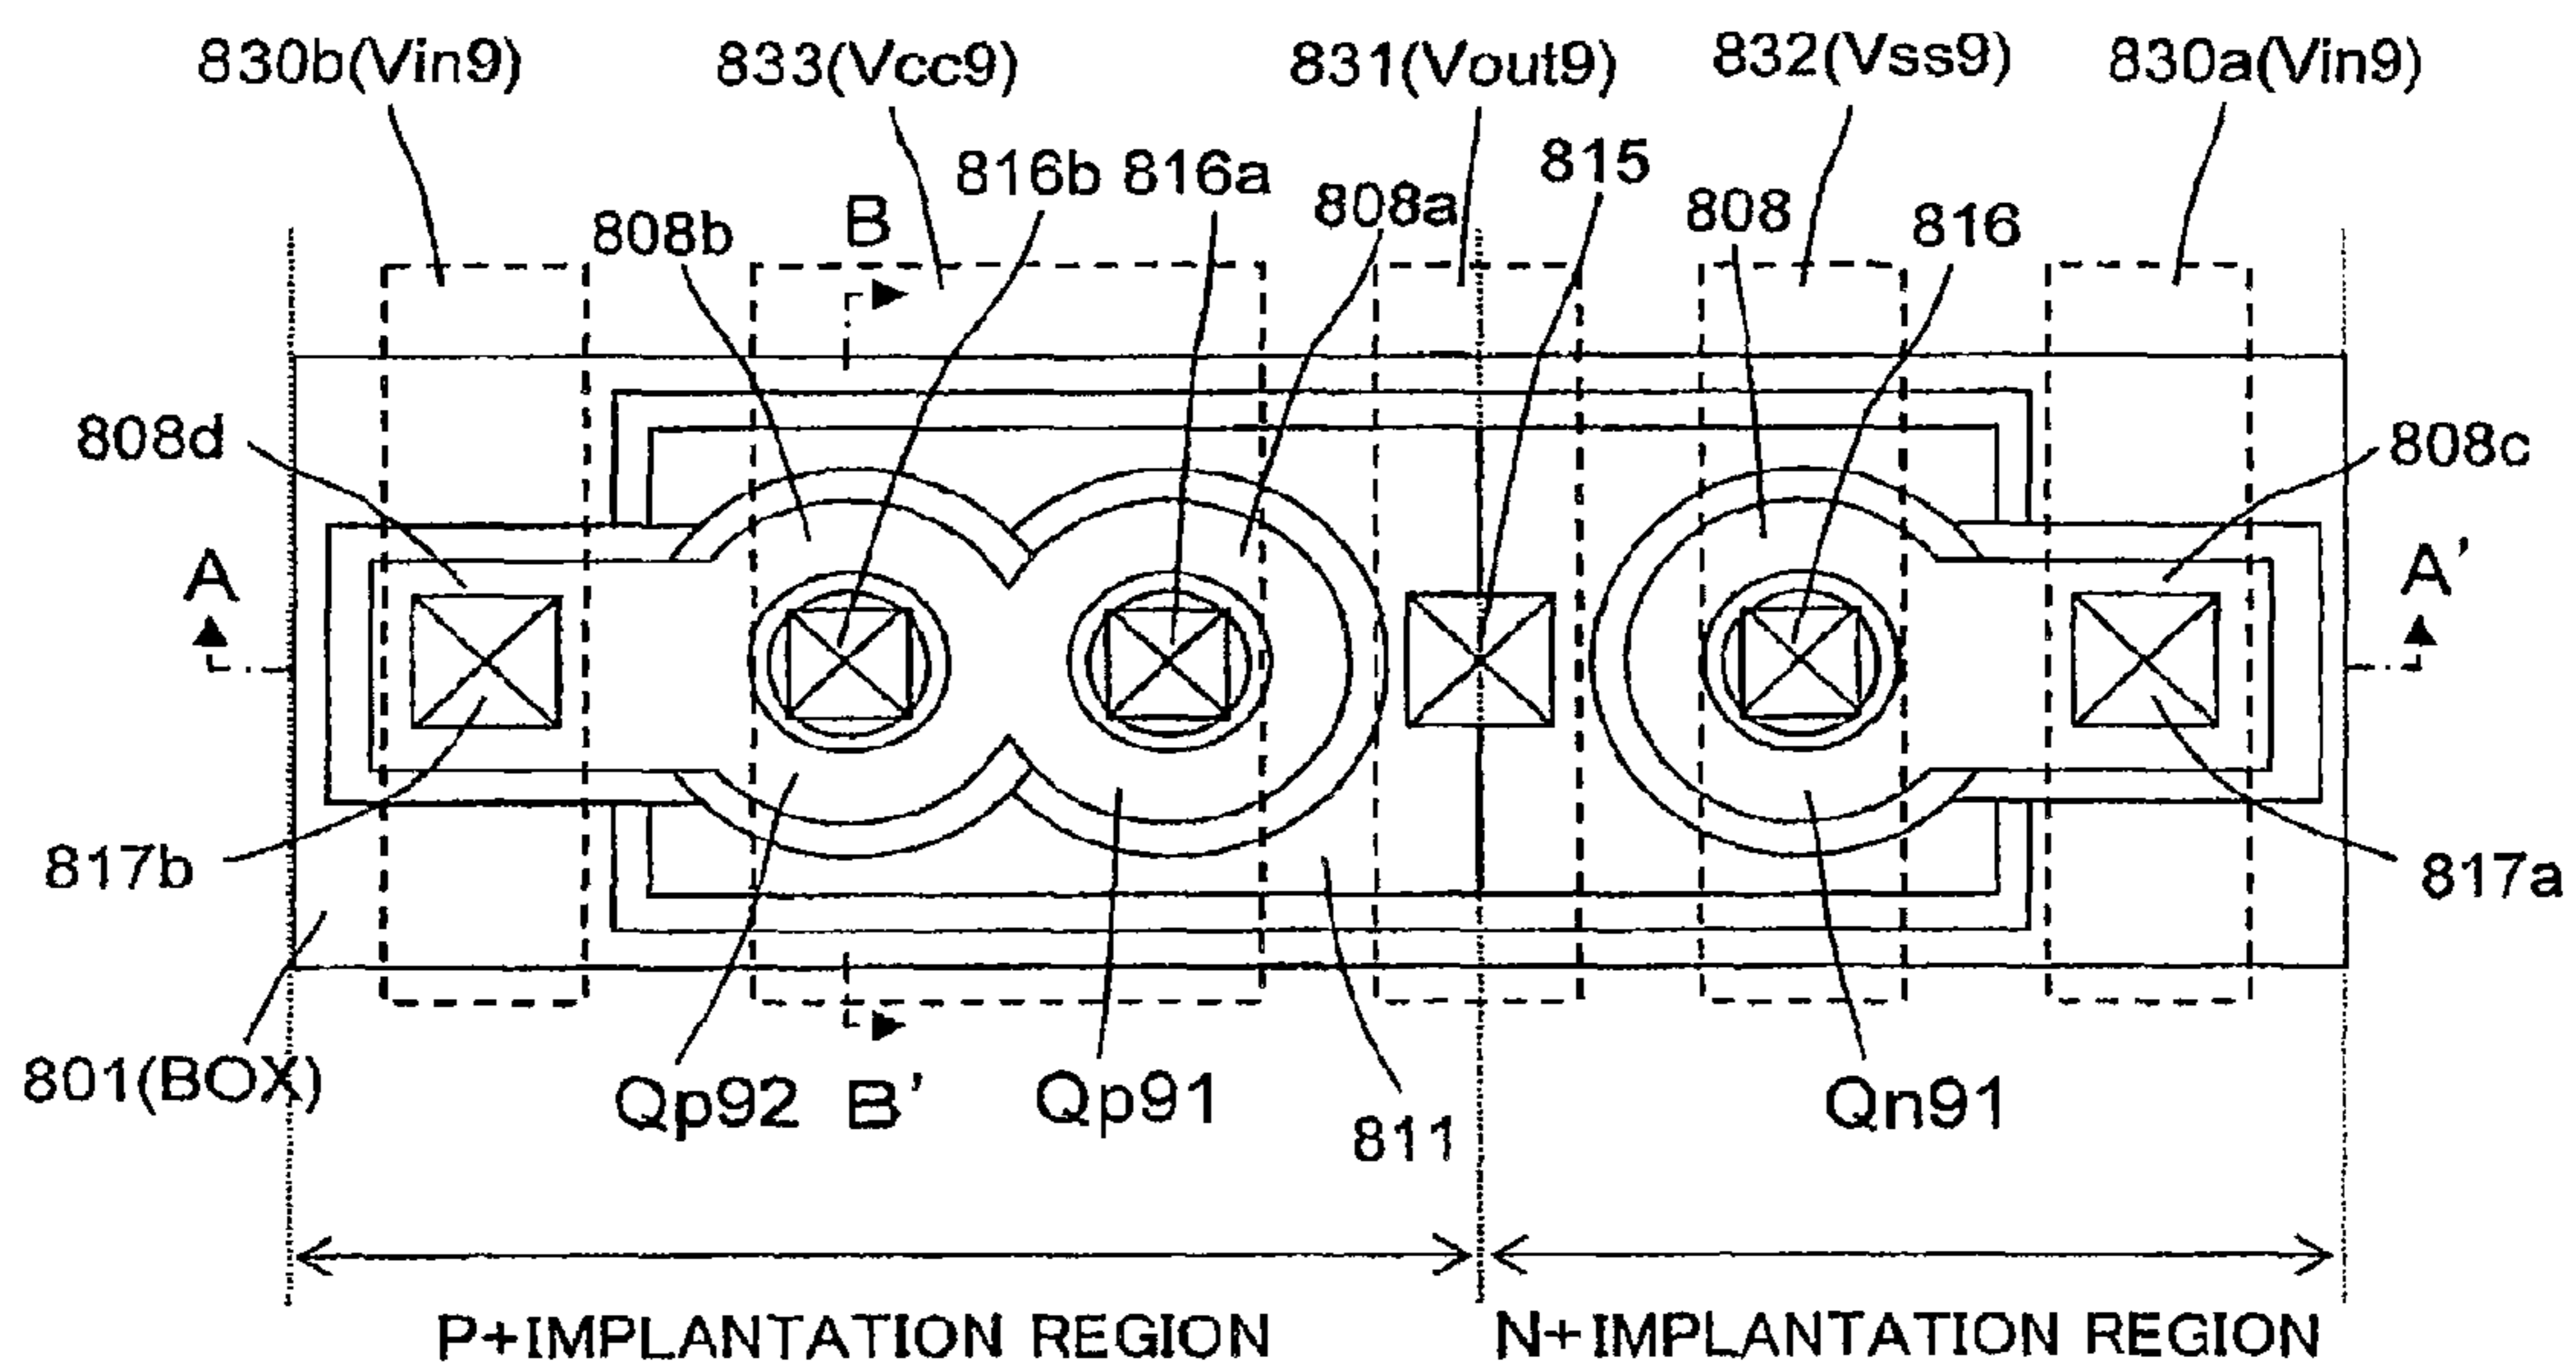 830b(Vin9)
833(Vcc9)
831(Vout9)
832(Vss9)
830a(Vin9)
816b
816a
815
808b
B
808a
808
816
808d
808c
A
A'
817b
817a
801(BOX)
Qp92
B'
Qp91
811
Qn91
P+IMPLANTATION REGION
N+IMPLANTATION REGION